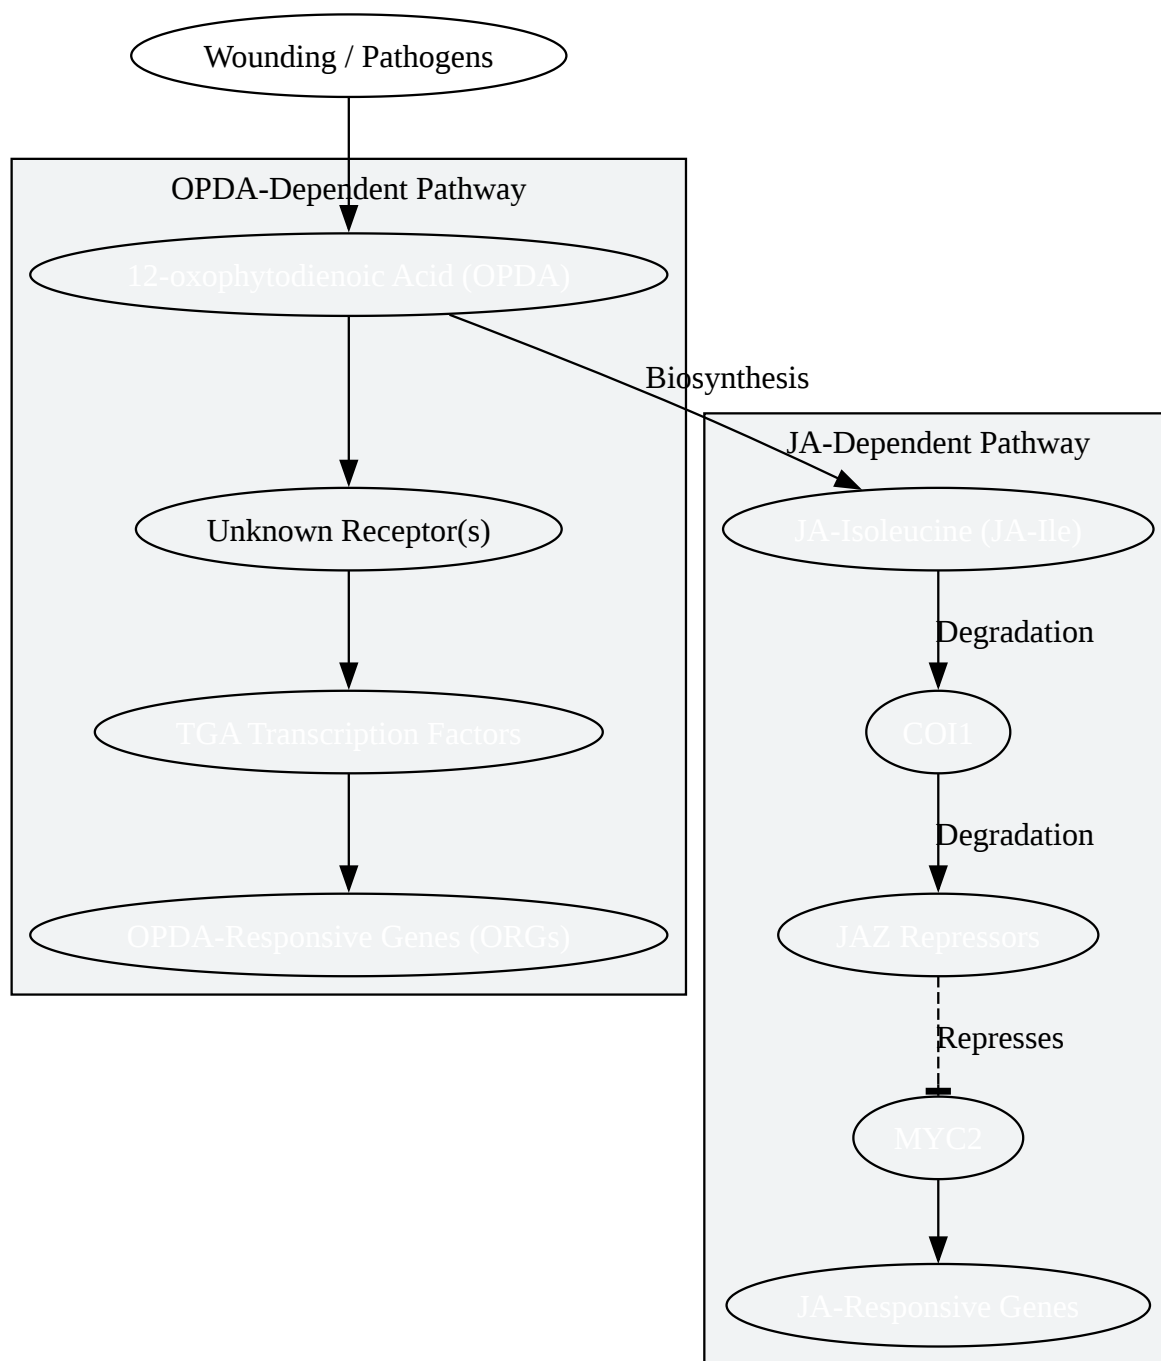 Wounding / Pathogens
OPDA-Dependent Pathway
12-oxophytodienoic Acid (OPDA)
Biosynthesis
JA-Dependent Pathway
Unknown Receptor(s)
JA-Isoleucine (JA-Ile)
Degradation
TGA Transcription Factors
COI1
Degradation
OPDA-Responsive Genes (ORGs)
JAZ Repressors
Represses
MYC2
JA-Responsive Genes